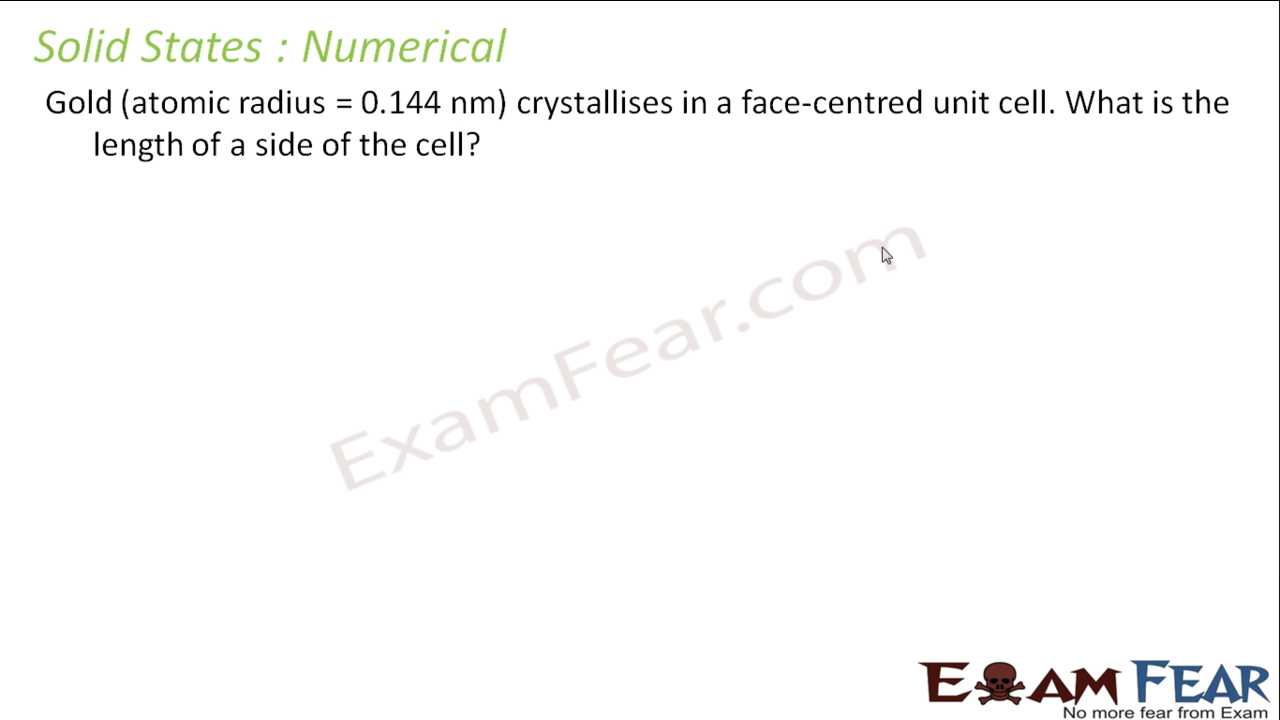 Solid States : Numerical
Gold (atomic radius = 0.144 nm) crystallises in a face-centred unit cell. What is the
length of a side of the cell?
ExamFear.com
EXAM FEAR
No more fear from Exam